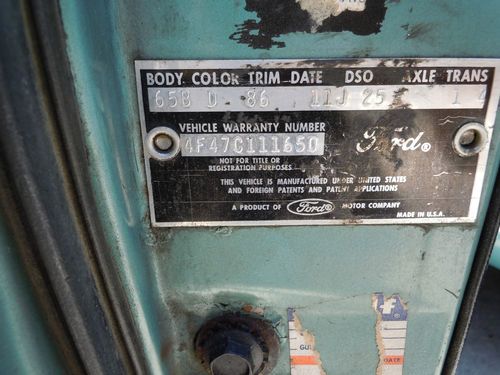 BODY COLOR TRIM DATE DSO AXLE TRANS
65B D 86 11J 25 1 4
VEHICLE WARRANTY NUMBER
4F47C111650 Ford®
NOT FOR TITLE OR
REGISTRATION PURPOSES
THIS VEHICLE IS MANUFACTURED UNDER UNITED STATES
AND FOREIGN PATENTS AND PATENT APPLICATIONS
A PRODUCT OF Ford® MOTOR COMPANY
MADE IN U.S.A.
GU
DATE